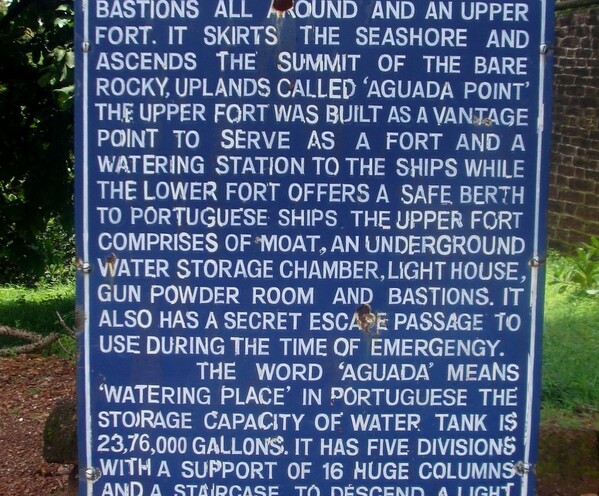 BASTIONS ALL ROUND AND AN UPPER
FORT. IT SKIRTS THE SEASHORE AND
ASCENDS THE SUMMIT OF THE BARE
ROCKY, UPLANDS CALLED 'AGUADA POINT'
THE UPPER FORT WAS BUILT AS A VANTAGE
POINT TO SERVE AS A FORT AND A
WATERING STATION TO THE SHIPS WHILE
THE LOWER FORT OFFERS A SAFE BERTH
TO PORTUGUESE SHIPS THE UPPER FORT
COMPRISES OF MOAT, AN UNDERGROUND
WATER STORAGE CHAMBER, LIGHT HOUSE,
GUN POWDER ROOM AND BASTIONS. IT
ALSO HAS A SECRET ESCAPE PASSAGE TO
USE DURING THE TIME OF EMERGENGY.
THE WORD 'AGUADA' MEANS
'WATERING PLACE' IN PORTUGUESE THE
STORAGE CAPACITY OF WATER TANK IS
23,76,000 GALLONS. IT HAS FIVE DIVISIONS
WITH A SUPPORT OF 16 HUGE COLUMNS
AND A STAIRCASE TO DESCEND A LIGHT